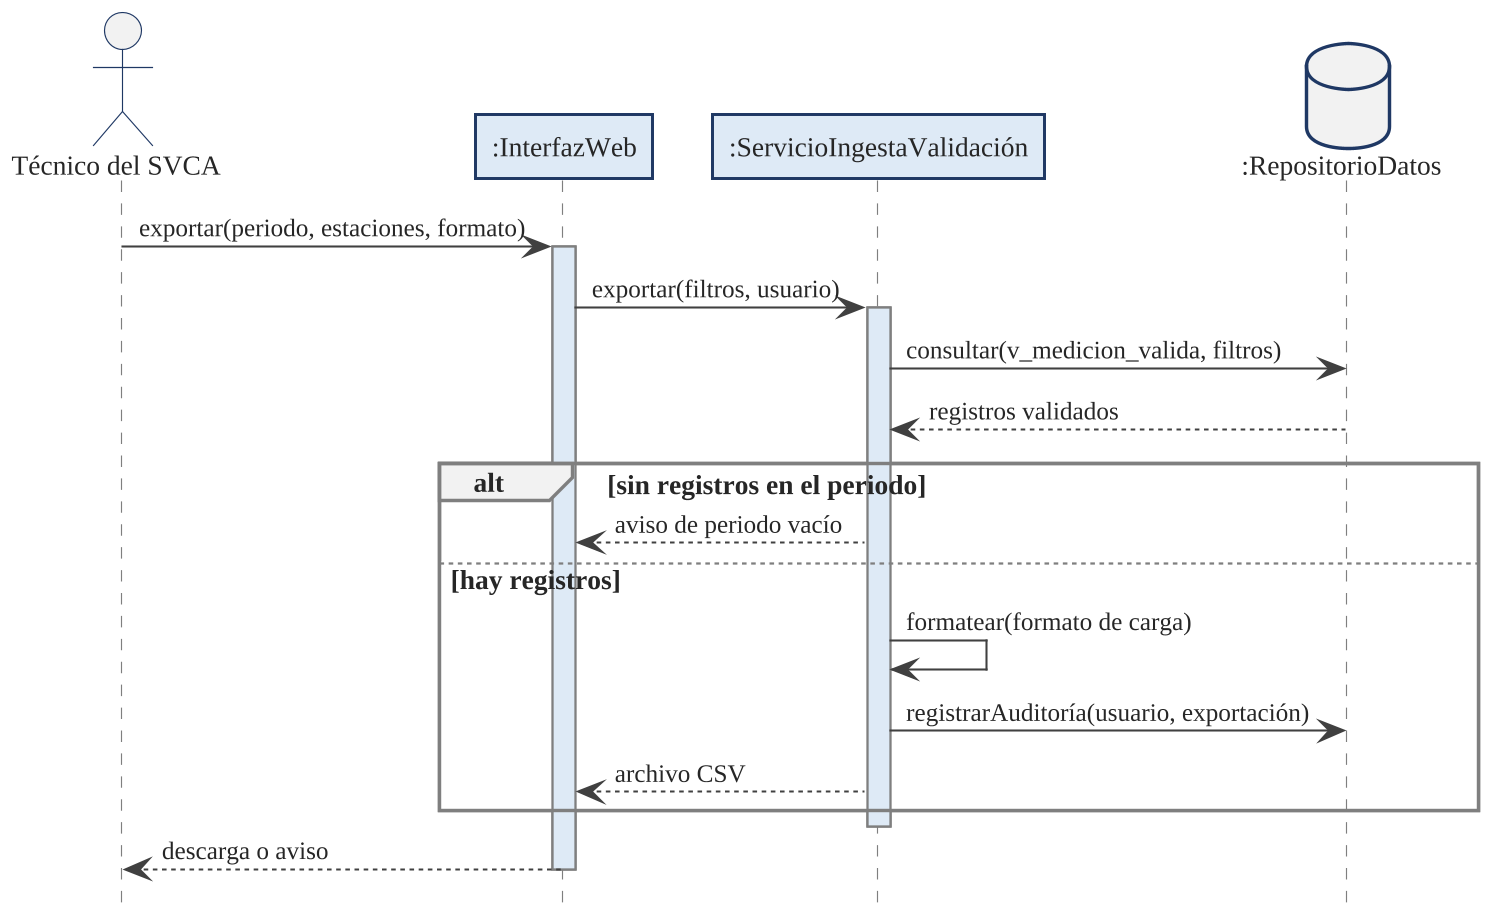 Técnico del SVCA
:InterfazWeb
:ServicioIngestaValidación
:RepositorioDatos
exportar(periodo, estaciones, formato)
exportar(filtros, usuario)
consultar(v_medicion_valida, filtros)
registros validados
alt
[sin registros en el periodo]
aviso de periodo vacío
[hay registros]
formatear(formato de carga)
registrarAuditoría(usuario, exportación)
archivo CSV
descarga o aviso